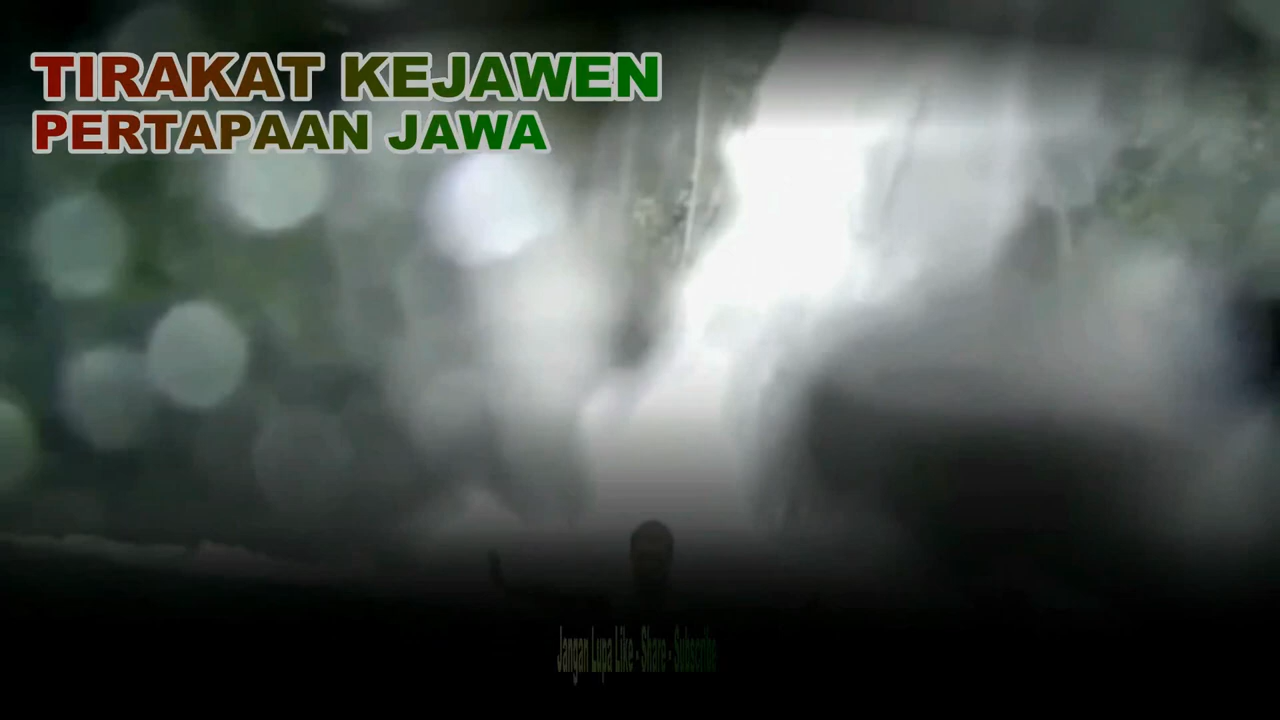 TIRAKAT KEJAWEN
PERTAPAAN JAWA
Jangan Lupa Like - Share - Subscribe